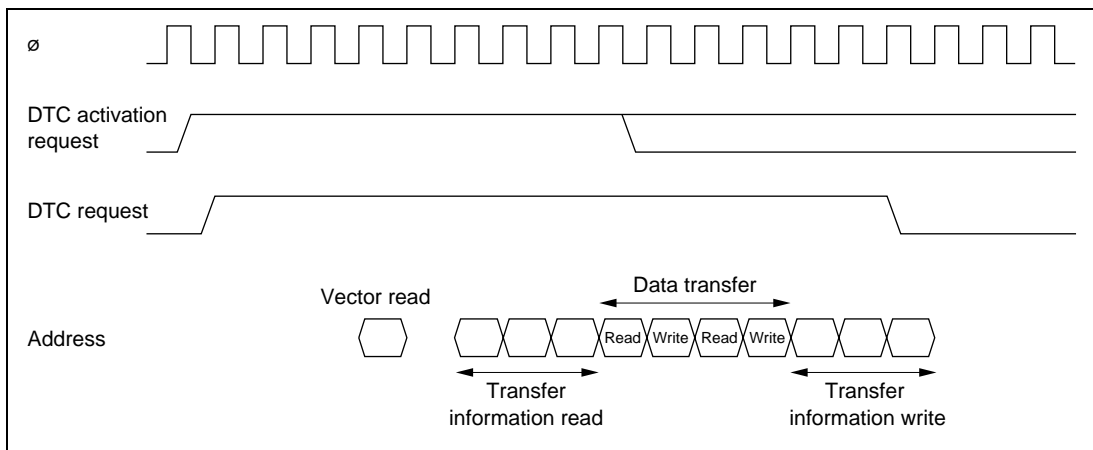 ø
DTC activation
request
DTC request
Data transfer
Vector read
Address
Read Write Read Write
Transfer
information read
Transfer
information write